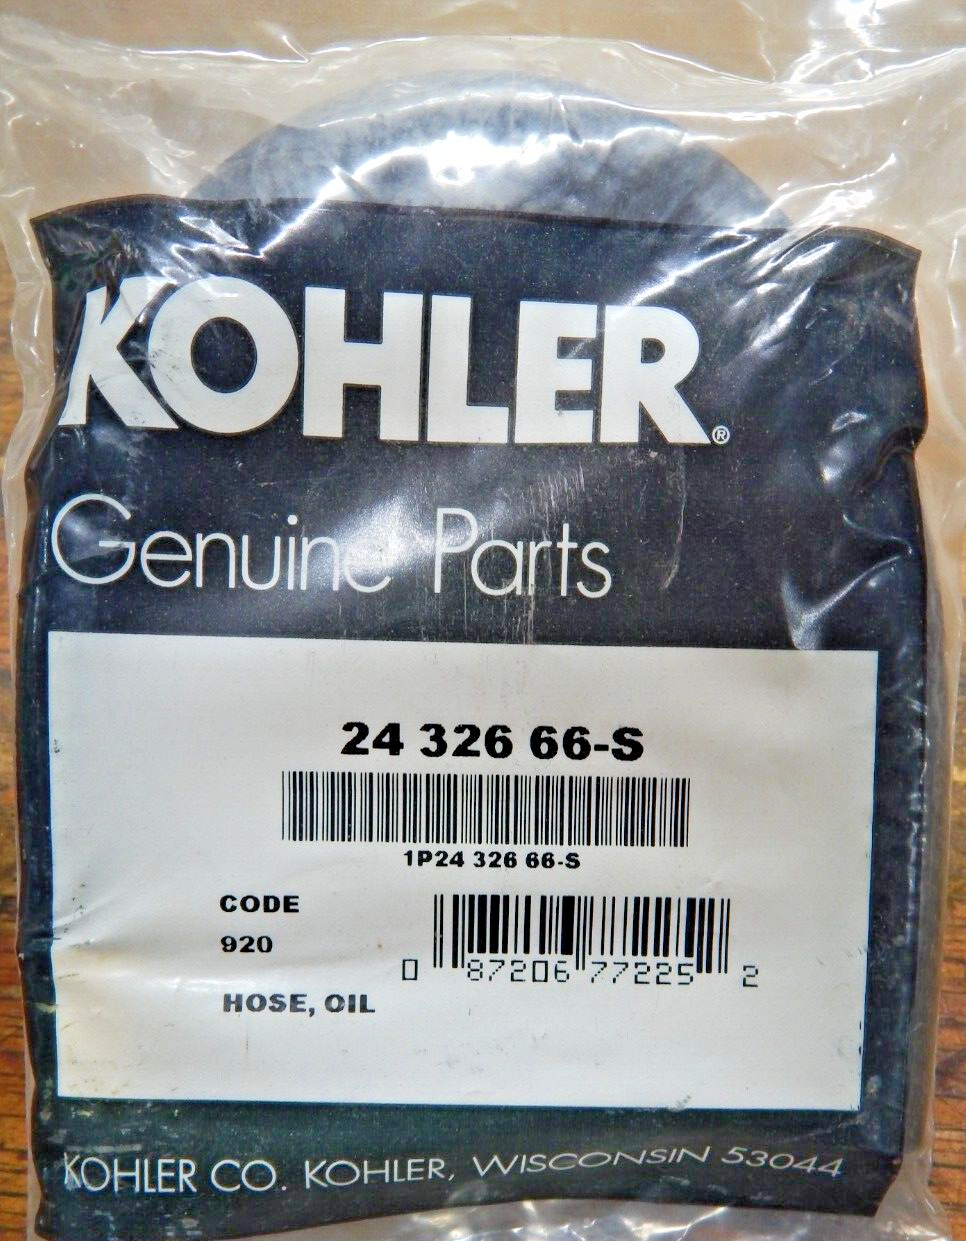 KOHLER®
Genuine Parts
24 326 66-S
1P24 326 66-S
CODE
920
0 87206 77225 2
HOSE, OIL
KOHLER CO. KOHLER, WISCONSIN 53044